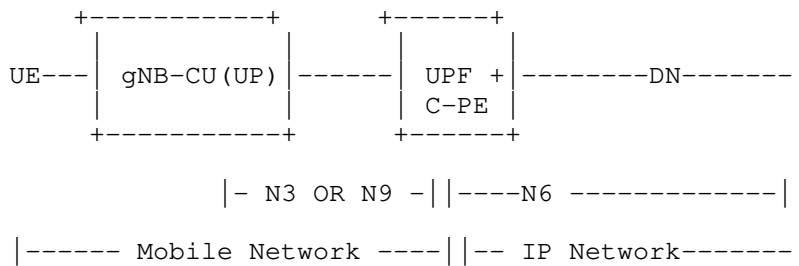 UE---| gNB-CU(UP)|------| UPF +|--------DN-------
C-PE
|- N3 OR N9 -||----N6 -------------|
|------ Mobile Network ----||-- IP Network-------